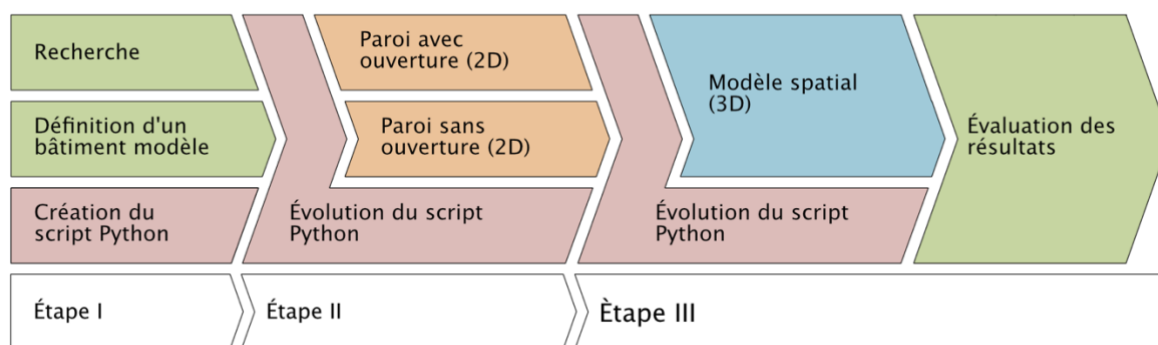 Recherche
Définition d'un
bâtiment modèle
Création du
script Python
Paroi avec
ouverture (2D)
Paroi sans
ouverture (2D)
Évolution du script
Python
Modèle spatial
(3D)
Évolution du script
Python
Évaluation des
résultats
Étape I
Étape II
Ètape III